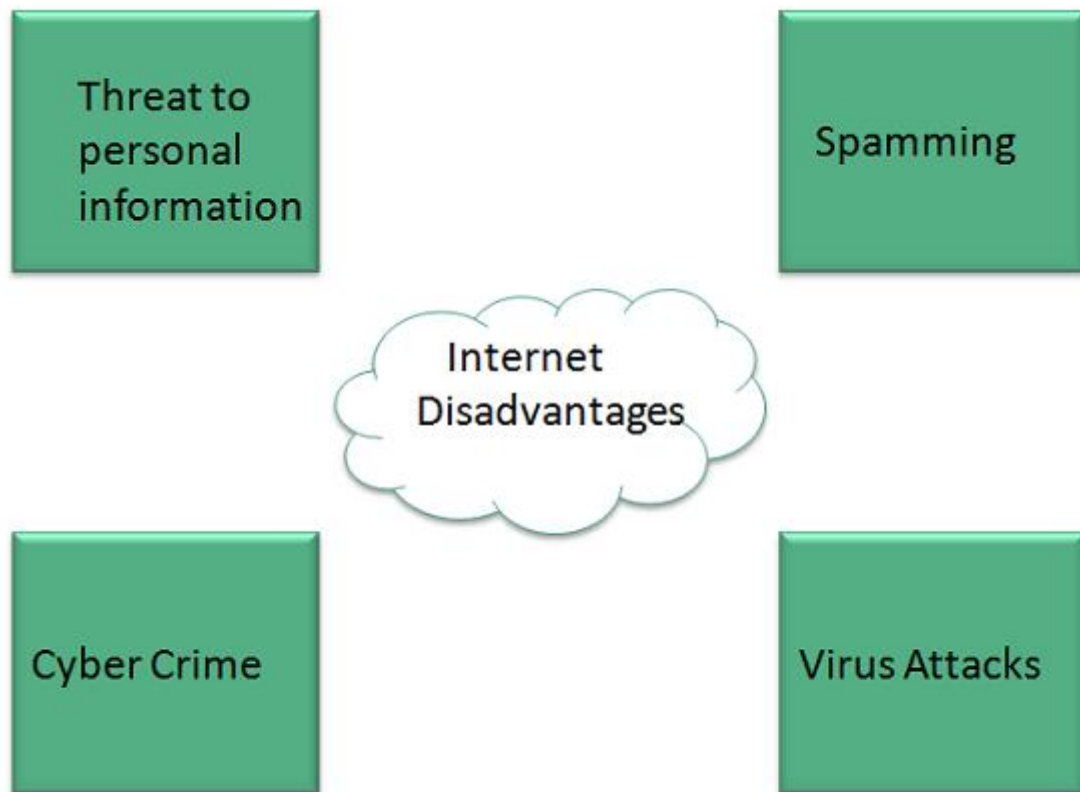 Threat to
personal
information
Spamming
Internet
Disadvantages
Cyber Crime
Virus Attacks